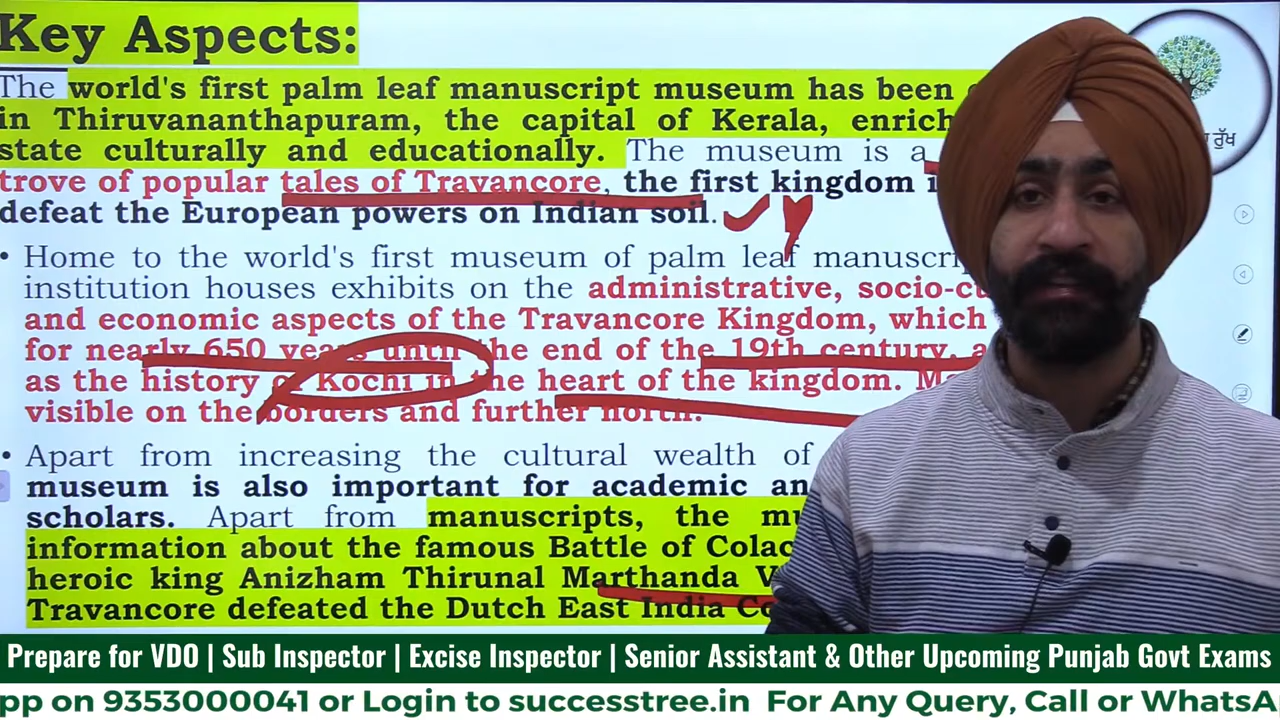 Key Aspects:
The world's first palm leaf manuscript museum has been
in Thiruvananthapuram, the capital of Kerala, enrich
state culturally and educationally. The museum is a
trove of popular tales of Travancore, the first kingdom
defeat the European powers on Indian soil.
• Home to the world's first museum of palm leaf manuscrip
institution houses exhibits on the administrative, socio-cu
and economic aspects of the Travancore Kingdom, which
for nearly 650 years until the end of the 19th century, a
as the history of Kochi in the heart of the kingdom. M
visible on the borders and further north.
• Apart from increasing the cultural wealth of
museum is also important for academic an
scholars. Apart from manuscripts, the mu
information about the famous Battle of Colac
heroic king Anizham Thirunal Marthanda V
Travancore defeated the Dutch East India Co
ਰੁੱਖ
Prepare for VDO | Sub Inspector | Excise Inspector | Senior Assistant & Other Upcoming Punjab Govt Exams
pp on 9353000041 or Login to successtree.in For Any Query, Call or WhatsA